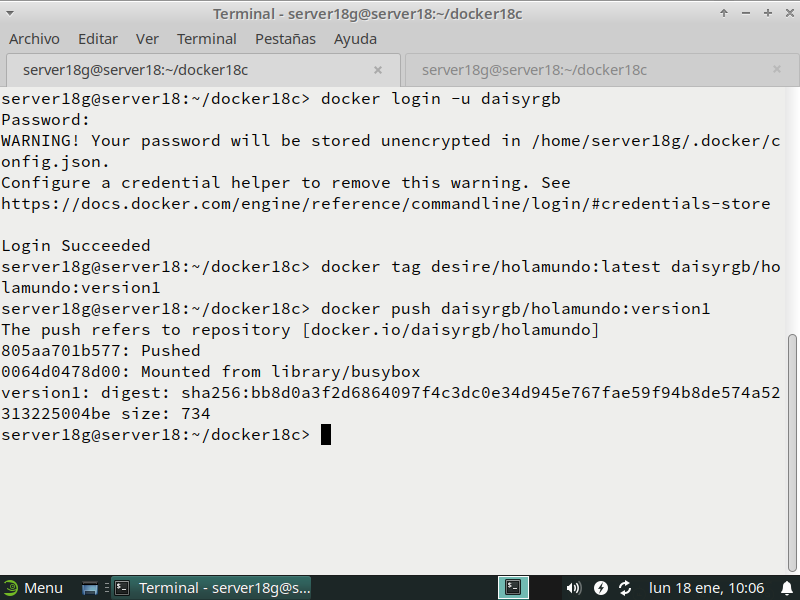 Terminal - server18g@server18:~/docker18c
Archivo Editar Ver Terminal Pestañas Ayuda
server18g@server18:~/docker18c server18g@server18:~/docker18c
server18g@server18:~/docker18c> docker login -u daisyrgb
Password:
WARNING! Your password will be stored unencrypted in /home/server18g/.docker/c
onfig.json.
Configure a credential helper to remove this warning. See
https://docs.docker.com/engine/reference/commandline/login/#credentials-store
Login Succeeded
server18g@server18:~/docker18c> docker tag desire/holamundo:latest daisyrgb/ho
lamundo:version1
server18g@server18:~/docker18c> docker push daisyrgb/holamundo:version1
The push refers to repository [docker.io/daisyrgb/holamundo]
805aa701b577: Pushed
0064d0478d00: Mounted from library/busybox
version1: digest: sha256:bb8d0a3f2d6864097f4c3dc0e34d945e767fae59f94b8de574a52
313225004be size: 734
server18g@server18:~/docker18c>
Menu Terminal - server18g@s... lun 18 ene, 10:06